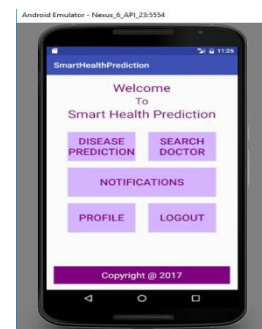 Android Emulator - Nexus_6_API_23:5554
11:29
SmartHealthPrediction
Welcome
To
Smart Health Prediction
DISEASE PREDICTION
SEARCH DOCTOR
NOTIFICATIONS
PROFILE
LOGOUT
Copyright @ 2017